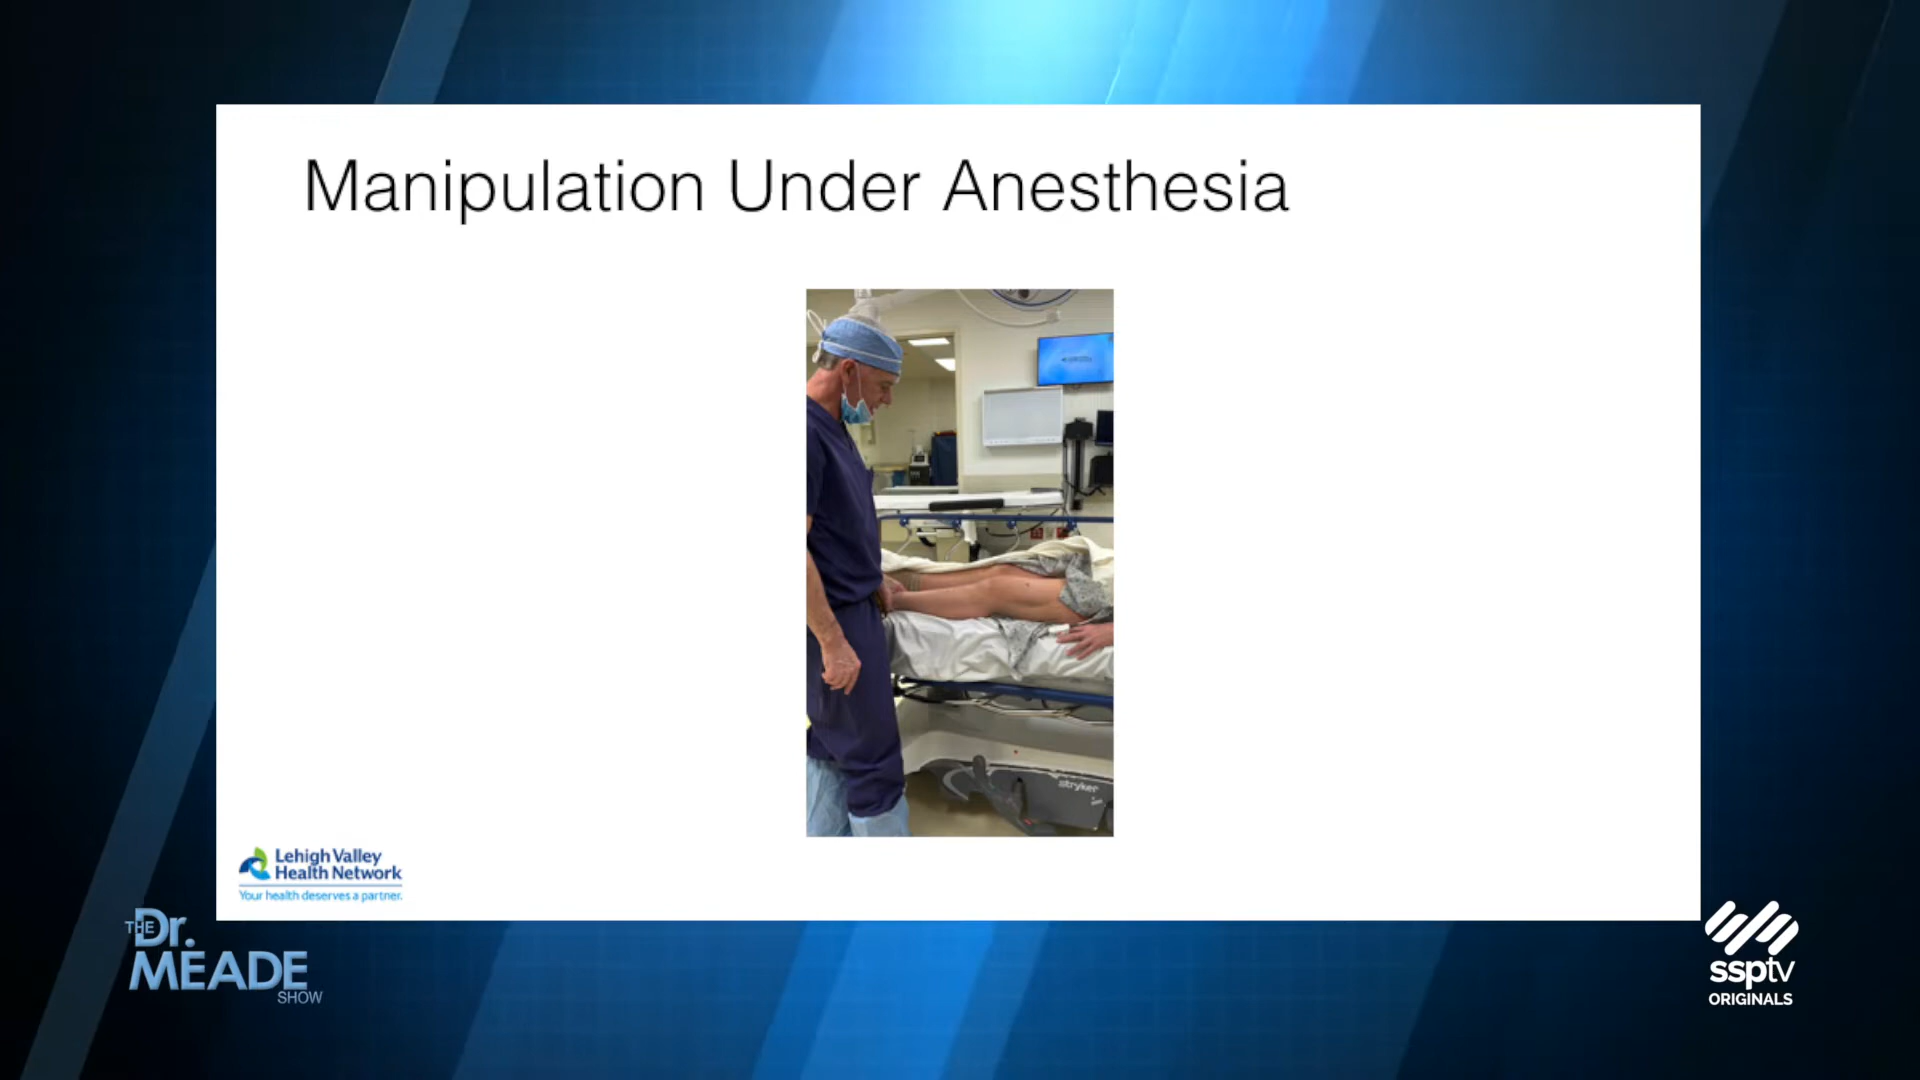 Manipulation Under Anesthesia
stryker
Lehigh Valley
Health Network
Your health deserves a partner.
THE Dr.
MEADE
SHOW
ssptv
ORIGINALS